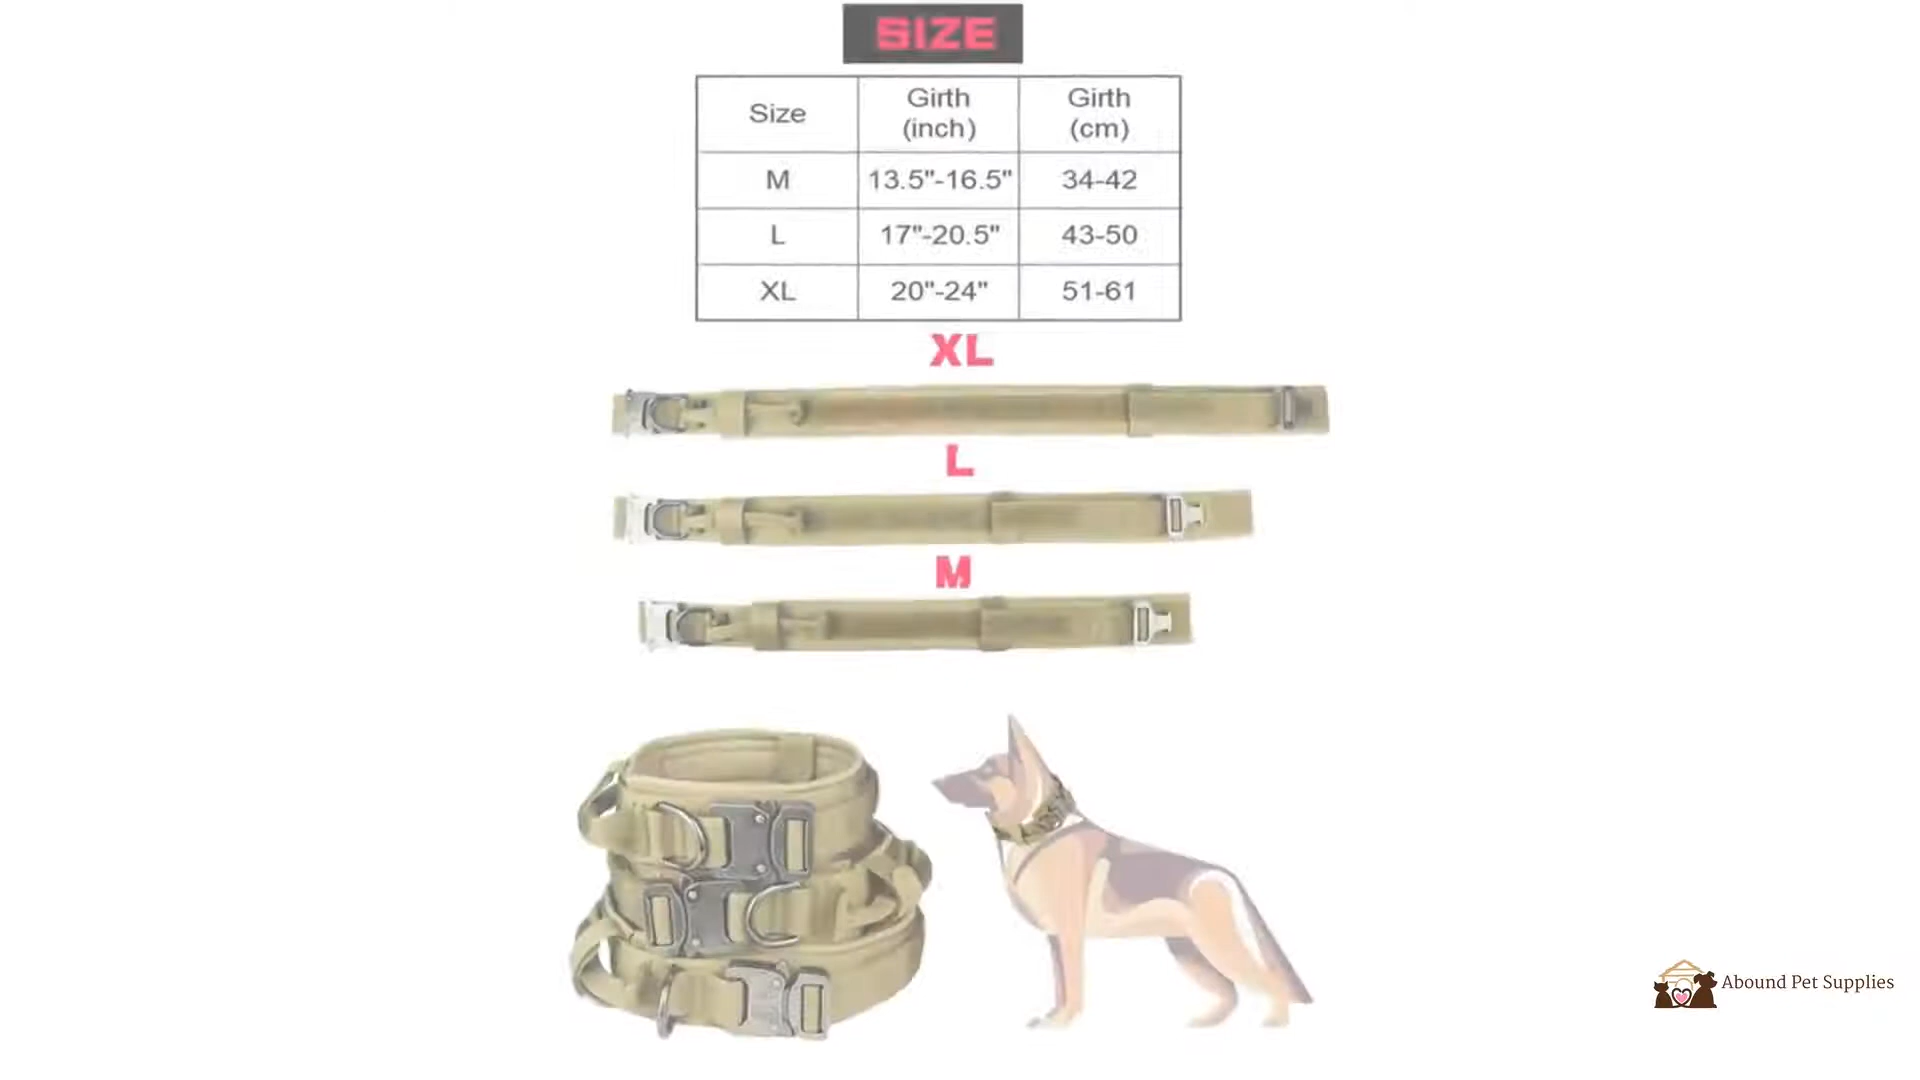 SIZE
Size
Girth
(inch)
Girth
(cm)
M
13.5"-16.5"
34-42
L
17"-20.5"
43-50
XL
20"-24"
51-61
XL
L
M
Abound Pet Supplies